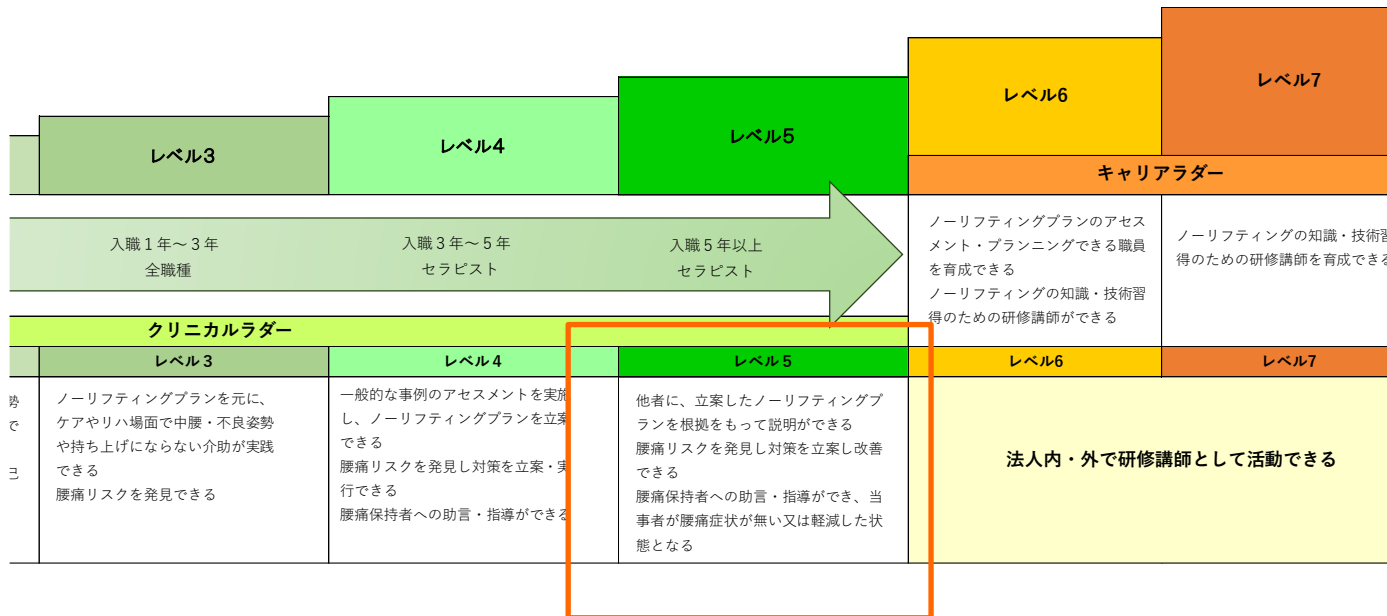 レベル3
レベル4
レベル5
レベル6
レベル7
キャリアラダー
入職1年～3年
全職種
入職3年～5年
セラピスト
入職5年以上
セラピスト
ノーリフティングプランのアセス
メント・プランニングできる職員
を育成できる
ノーリフティングの知識・技術習
得のための研修講師ができる
ノーリフティングの知識・技術習
得のための研修講師を育成できる
クリニカルラダー
レベル3
レベル4
レベル5
レベル6
レベル7
勢
で
ノーリフティングプランを元に、
ケアやリハ場面で中腰・不良姿勢
や持ち上げにならない介助が実践
できる
腰痛リスクを発見できる
一般的な事例のアセスメントを実施
し、ノーリフティングプランを立案
できる
腰痛リスクを発見し対策を立案・実
行できる
腰痛保持者への助言・指導ができる
他者に、立案したノーリフティングプ
ランを根拠をもって説明ができる
腰痛リスクを発見し対策を立案し改善
できる
腰痛保持者への助言・指導ができ、当
事者が腰痛症状が無い又は軽減した状
態となる
法人内・外で研修講師として活動できる